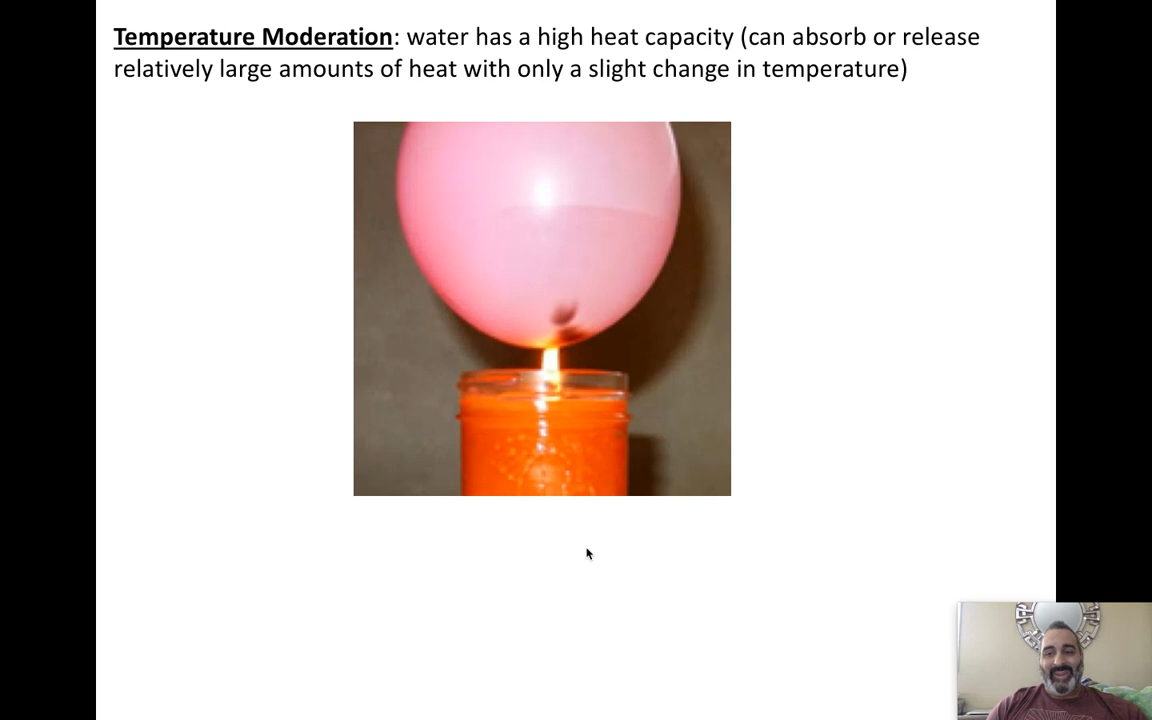 Temperature Moderation: water has a high heat capacity (can absorb or release
relatively large amounts of heat with only a slight change in temperature)